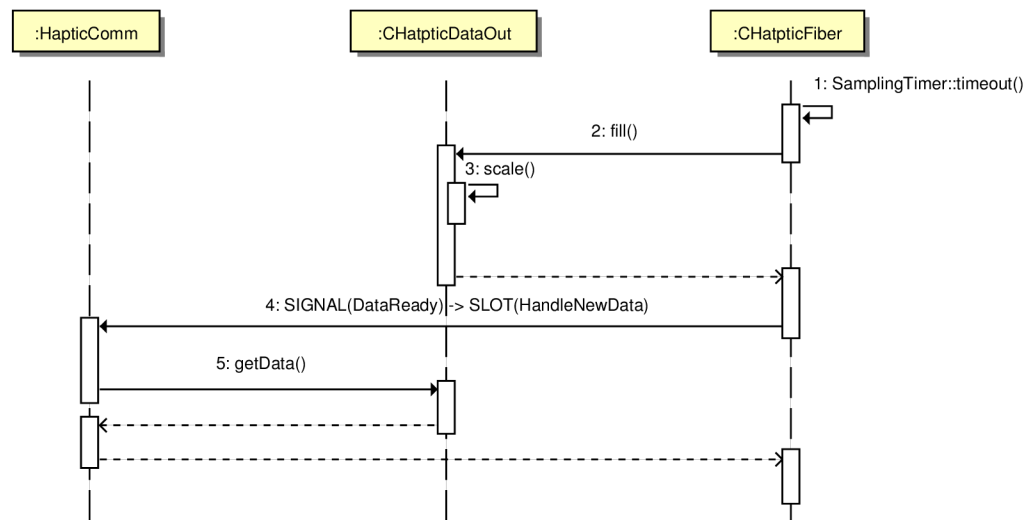 :HapticComm
:CHatpticDataOut
:CHatpticFiber
1: SamplingTimer::timeout()
2: fill()
3: scale()
4: SIGNAL(DataReady) -> SLOT(HandleNewData)
5: getData()